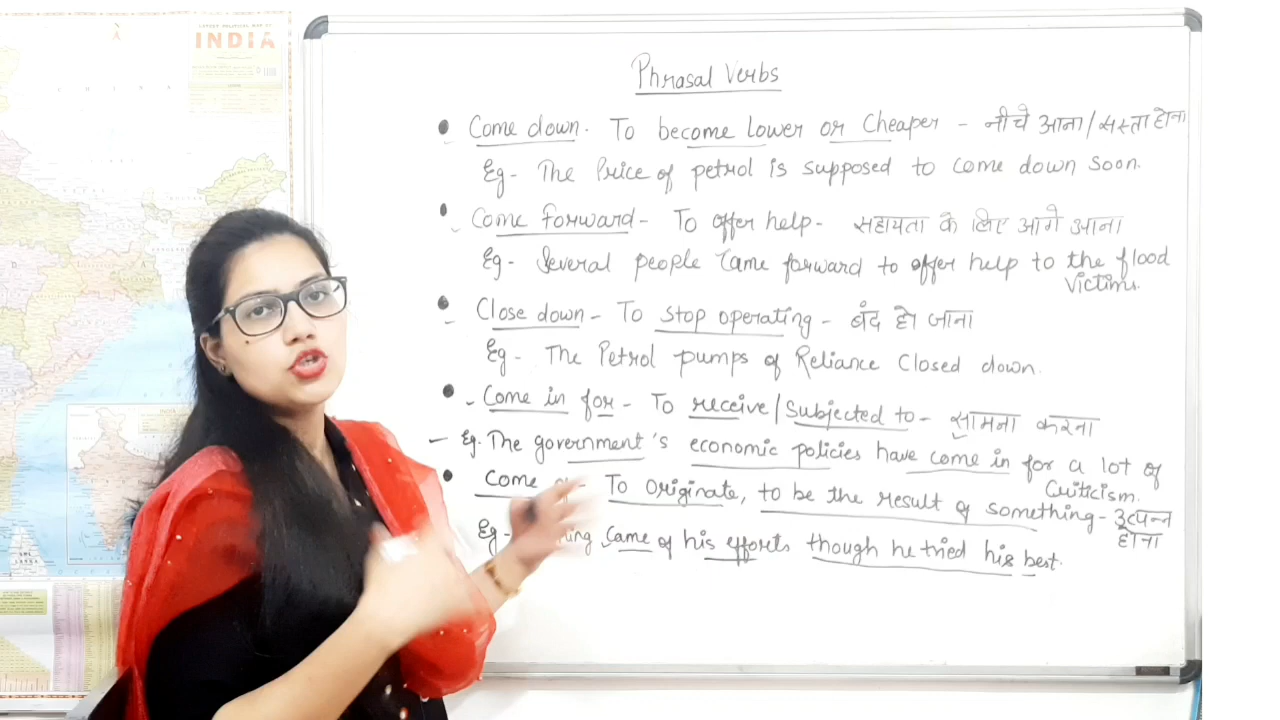 INDIA
Phrasal Verbs
Come down. To become lower or Cheaper - नीचे आना/सस्ता होना
Eg- The Price of petrol is supposed to come down soon.
Come forward - To offer help - सहायता के लिए आगे आना
Eg- Several people came forward to offer help to the flood
victims.
Close down - To stop operating - बंद हो जाना
Eg- The Petrol pumps of Reliance Closed down.
Come in for - To receive/Subjected to - सामना करना
Eg. The government's economic policies have come in for a lot of
Criticism.
Come - To originate, to be the result of something - उत्पन्न
होना
Eg- came of his efforts though he tried his best.